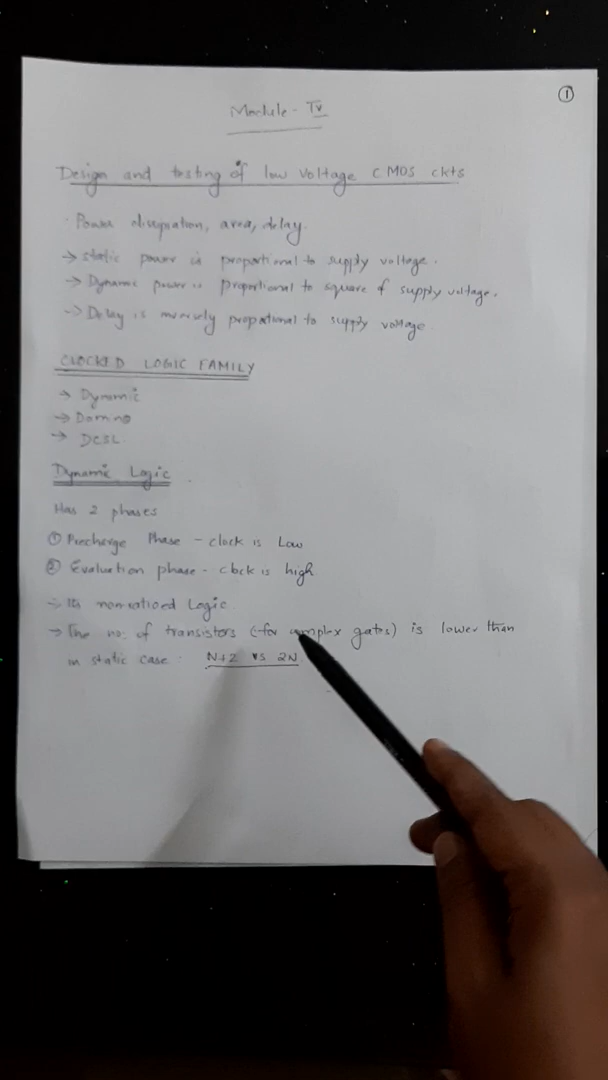 ①
Module - IV
Design and testing of low voltage CMOS ckts
Power dissipation, area, delay.
→ Static power is proportional to supply voltage.
→ Dynamic power is proportional to square of supply voltage.
→ Delay is inversely proportional to supply voltage
CLOCKED LOGIC FAMILY
→ Dynamic
→ Domino
→ DCSL
Dynamic Logic
Has 2 phases
① Precharge Phase - clock is Low
② Evaluation phase - clock is high
→ Its nonratioed Logic
→ The no. of transistors (for complex gates) is lower than
in static case. N+2 vs 2N